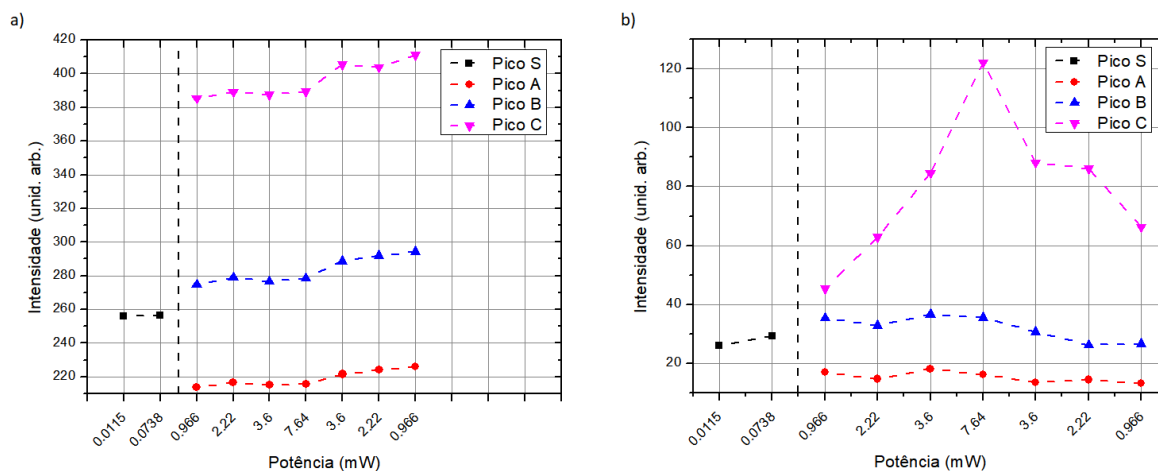 a)
420
400
380
360
340
320
300
280
260
240
220
Intensidade (unid. arb.)
Pico S
Pico A
Pico B
Pico C
0.0115
0.0738
0.966
2.22
3.6
7.64
3.6
2.22
0.966
Potência (mW)
b)
120
100
80
60
40
20
Intensidade (unid. arb.)
Pico S
Pico A
Pico B
Pico C
0.0115
0.0738
0.966
2.22
3.6
7.64
3.6
2.22
0.966
Potência (mW)